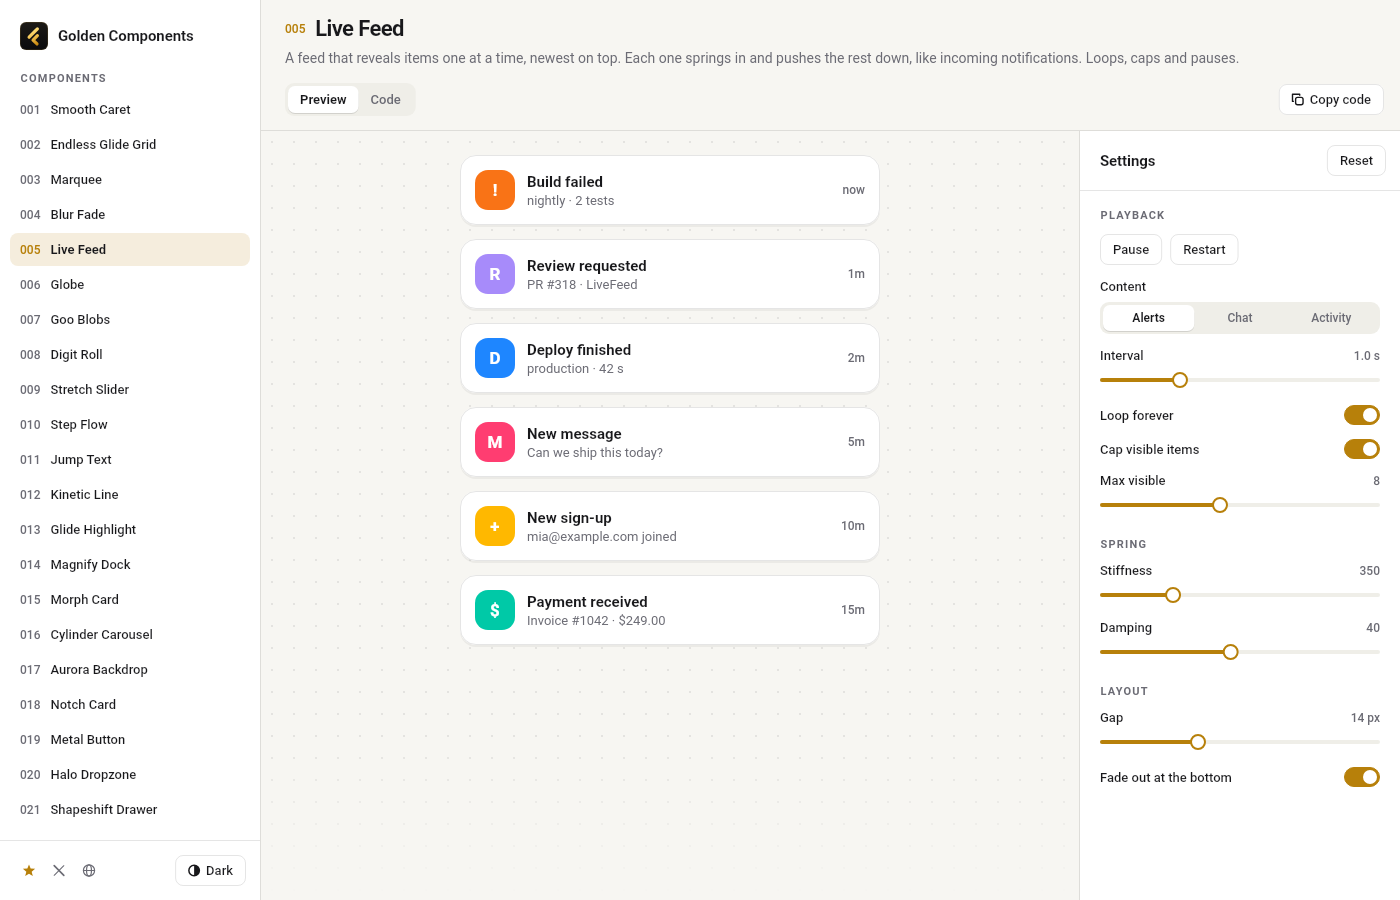 Golden Components
COMPONENTS
001 Smooth Caret
002 Endless Glide Grid
003 Marquee
004 Blur Fade
005 Live Feed
006 Globe
007 Goo Blobs
008 Digit Roll
009 Stretch Slider
010 Step Flow
011 Jump Text
012 Kinetic Line
013 Glide Highlight
014 Magnify Dock
015 Morph Card
016 Cylinder Carousel
017 Aurora Backdrop
018 Notch Card
019 Metal Button
020 Halo Dropzone
021 Shapeshift Drawer
Dark
005 Live Feed
A feed that reveals items one at a time, newest on top. Each one springs in and pushes the rest down, like incoming notifications. Loops, caps and pauses.
Preview Code
Copy code
! Build failed now
nightly · 2 tests
R Review requested 1m
PR #318 · LiveFeed
D Deploy finished 2m
production · 42 s
M New message 5m
Can we ship this today?
+ New sign-up 10m
mia@example.com joined
$ Payment received 15m
Invoice #1042 · $249.00
Settings Reset
PLAYBACK
Pause Restart
Content
Alerts Chat Activity
Interval 1.0 s
Loop forever
Cap visible items
Max visible 8
SPRING
Stiffness 350
Damping 40
LAYOUT
Gap 14 px
Fade out at the bottom